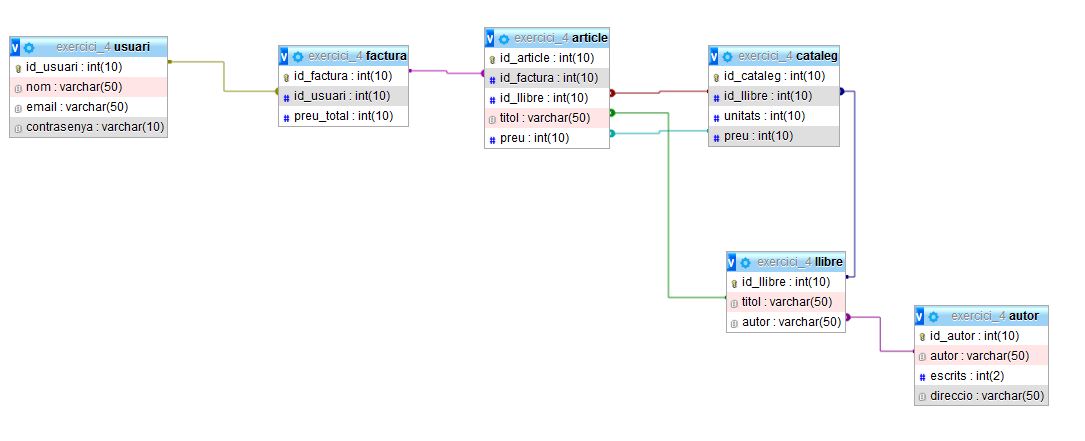 exercici_4 usuari
id_usuari : int(10)
nom : varchar(50)
email : varchar(50)
contrasenya : varchar(10)
exercici_4 factura
id_factura : int(10)
id_usuari : int(10)
preu_total : int(10)
exercici_4 article
id_article : int(10)
id_factura : int(10)
id_llibre : int(10)
titol : varchar(50)
preu : int(10)
exercici_4 cataleg
id_cataleg : int(10)
id_llibre : int(10)
unitats : int(10)
preu : int(10)
exercici_4 llibre
id_llibre : int(10)
titol : varchar(50)
autor : varchar(50)
exercici_4 autor
id_autor : int(10)
autor : varchar(50)
escrits : int(2)
direccio : varchar(50)